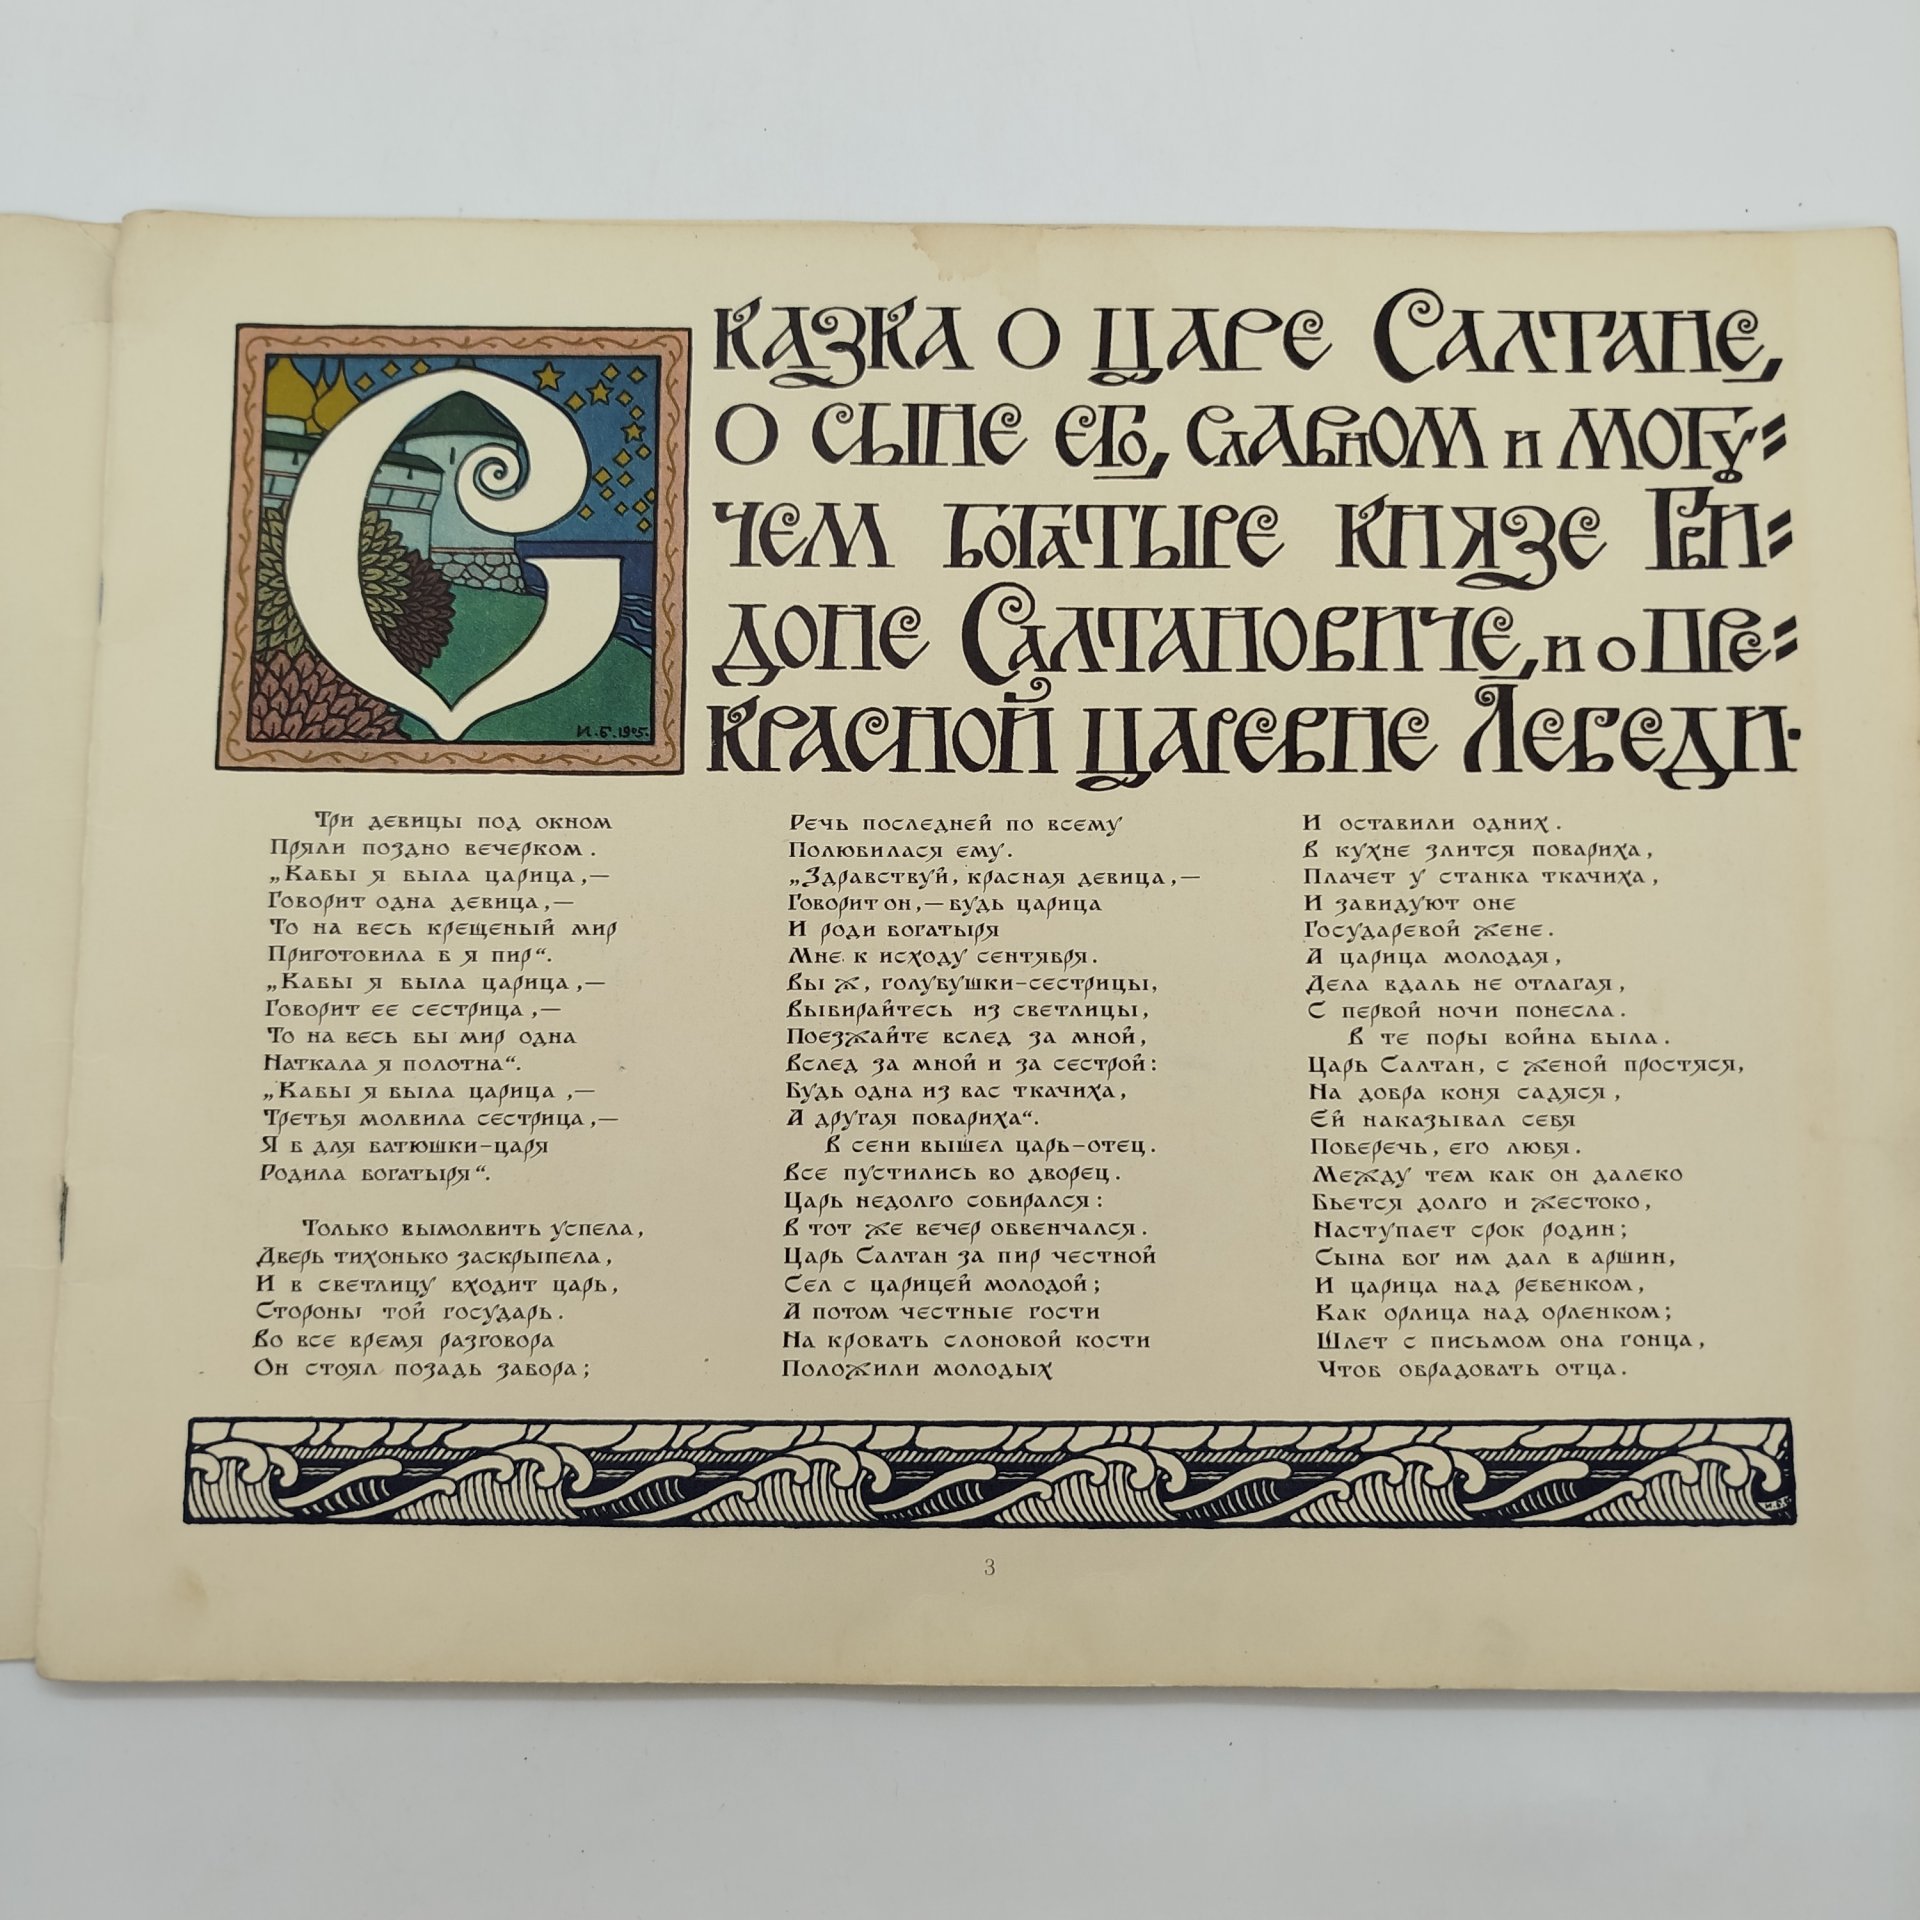 Сказка о царе Салтане,
о сыне его, славном и могу=
чем богатыре князе Гви=
доне Салтановиче, и о пре=
красной царевне Лебеди.
И. Б. 1905.
Три девицы под окном
Пряли поздно вечерком.
„Кабы я была царица,—
Говорит одна девица,—
То на весь крещеный мир
Приготовила б я пир“.
„Кабы я была царица,—
Говорит ее сестрица,—
То на весь бы мир одна
Наткала я полотна“.
„Кабы я была царица,—
Третья молвила сестрица,—
Я б для батюшки-царя
Родила богатыря“.
Только вымолвить успела,
Дверь тихонько заскрыпела,
И в светлицу входит царь,
Стороны той государь.
Во все время разговора
Он стоял позадь забора;
Речь последней по всему
Полюбилася ему.
„Здравствуй, красная девица,—
Говорит он,— будь царица
И роди богатыря
Мне к исходу сентября.
Вы ж, голубушки-сестрицы,
Выбирайтесь из светлицы,
Поезжайте вслед за мной,
Вслед за мной и за сестрой:
Будь одна из вас ткачиха,
А другая повариха“.
В сени вышел царь-отец.
Все пустились во дворец.
Царь недолго собирался:
В тот же вечер обвенчался.
Царь Салтан за пир честной
Сел с царицей молодой;
А потом честные гости
На кровать слоновой кости
Положили молодых
И оставили одних.
В кухне злится повариха,
Плачет у станка ткачиха,
И завидуют оне
Государевой жене.
А царица молодая,
Дела вдаль не отлагая,
С первой ночи понесла.
В те поры война была.
Царь Салтан, с женой простяся,
На добра коня садяся,
Ей наказывал себя
Поберечь, его любя.
Между тем как он далеко
Бьется долго и жестоко,
Наступает срок родин;
Сына бог им дал в аршин,
И царица над ребенком,
Как орлица над орленком;
Шлет с письмом она гонца,
Чтоб обрадовать отца.
3